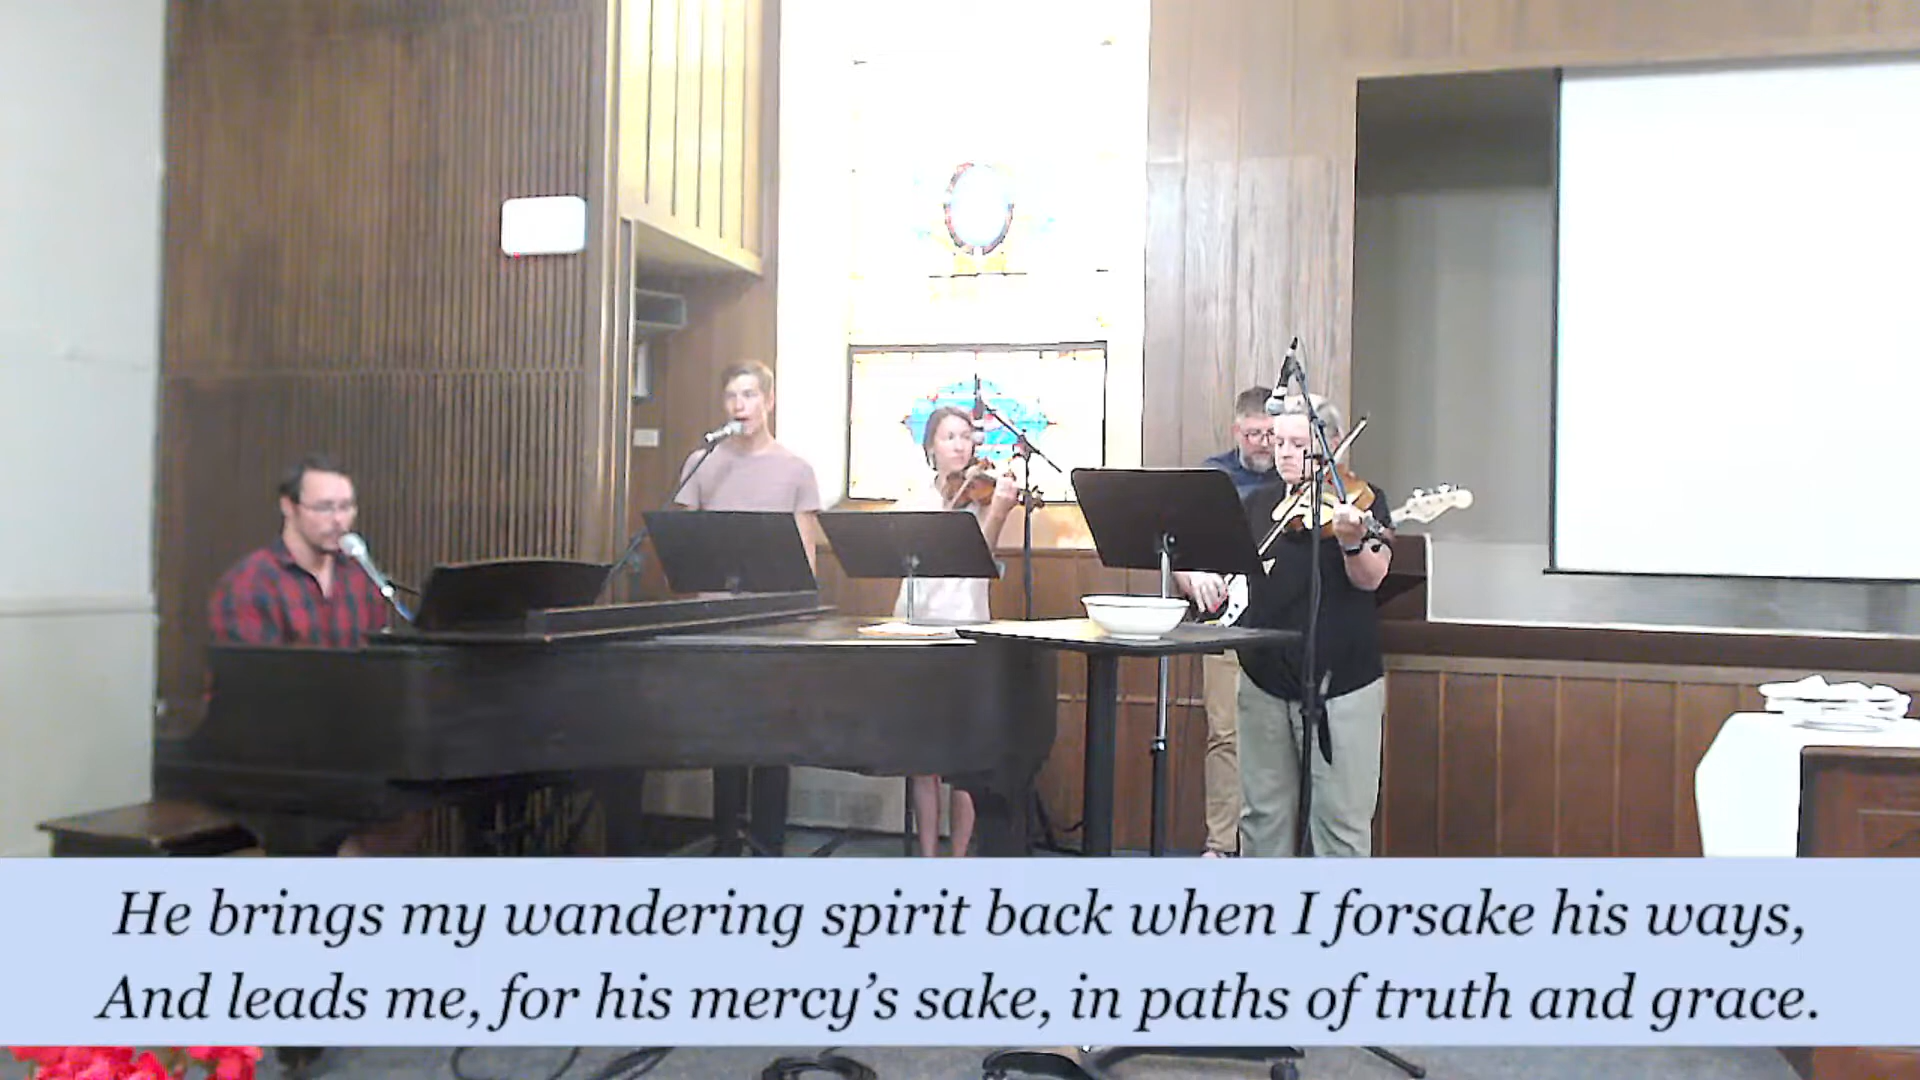 He brings my wandering spirit back when I forsake his ways,
And leads me, for his mercy’s sake, in paths of truth and grace.